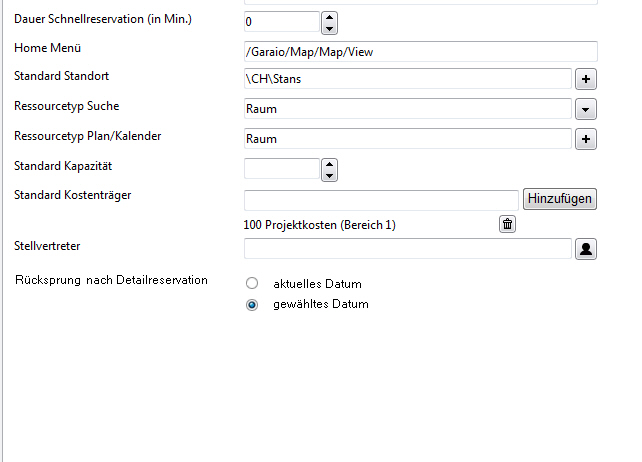 Dauer Schnellreservation (in Min.) 0
Home Menü /Garaio/Map/Map/View
Standard Standort \CH\Stans
Ressourcetyp Suche Raum
Ressourcetyp Plan/Kalender Raum
Standard Kapazität
Standard Kostenträger Hinzufügen
100 Projektkosten (Bereich 1)
Stellvertreter
Rücksprung nach Detailreservation aktuelles Datum
gewähltes Datum